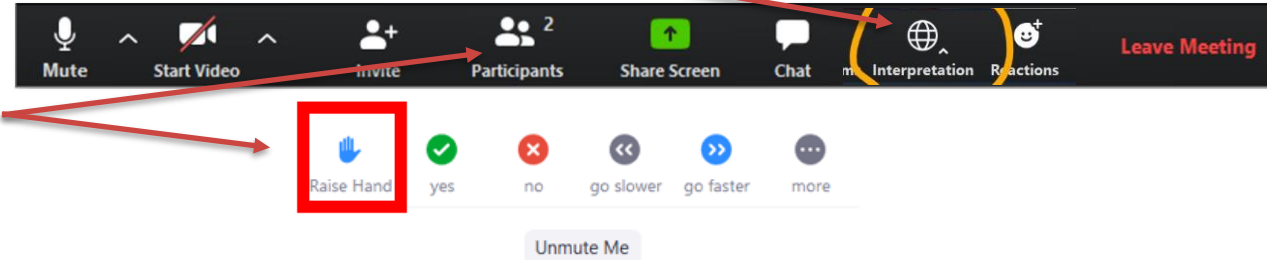 2
Mute Start Video Invite Participants Share Screen Chat m Interpretation Reactions Leave Meeting
Raise Hand yes no go slower go faster more
Unmute Me